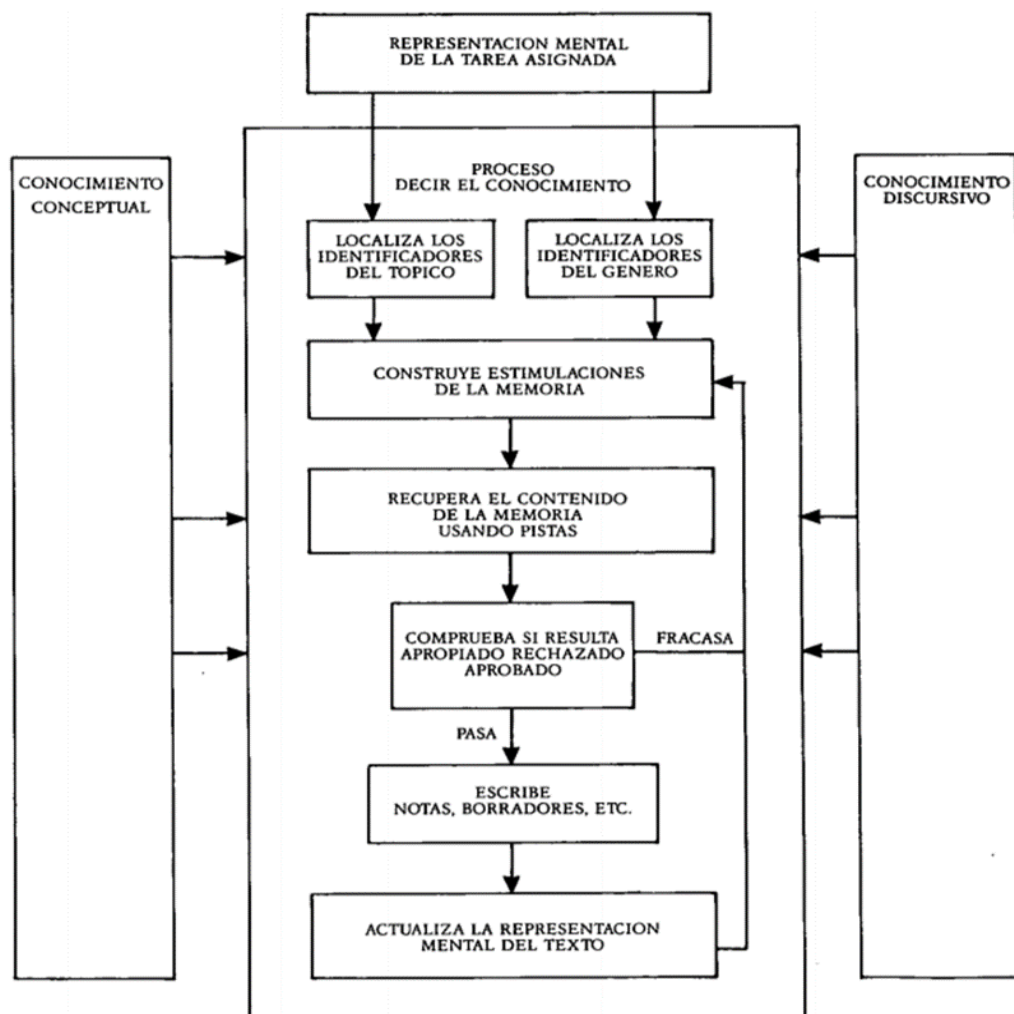 REPRESENTACION MENTAL
DE LA TAREA ASIGNADA
CONOCIMIENTO
CONCEPTUAL
PROCESO
DECIR EL CONOCIMIENTO
CONOCIMIENTO
DISCURSIVO
LOCALIZA LOS
IDENTIFICADORES
DEL TOPICO
LOCALIZA LOS
IDENTIFICADORES
DEL GENERO
CONSTRUYE ESTIMULACIONES
DE LA MEMORIA
RECUPERA EL CONTENIDO
DE LA MEMORIA
USANDO PISTAS
COMPRUEBA SI RESULTA
APROPIADO RECHAZADO
APROBADO
FRACASA
PASA
ESCRIBE
NOTAS, BORRADORES, ETC.
ACTUALIZA LA REPRESENTACION
MENTAL DEL TEXTO